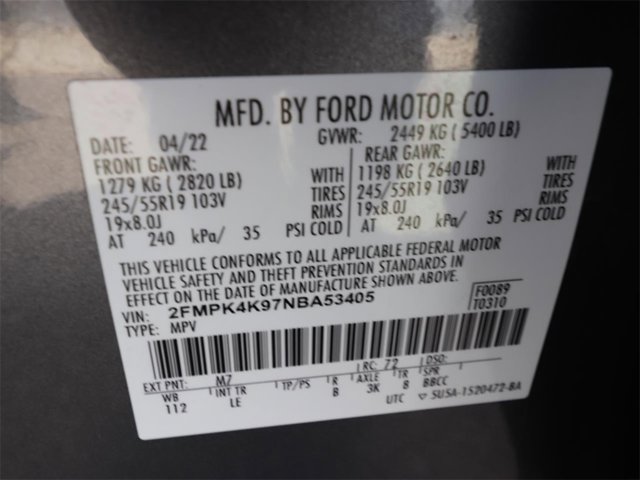 MFD. BY FORD MOTOR CO.
DATE: 04/22 GVWR: 2449 KG (5400 LB)
FRONT GAWR: REAR GAWR:
1279 KG (2820 LB) WITH 1198 KG (2640 LB) WITH
245/55R19 103V TIRES 245/55R19 103V TIRES
19x8.0J RIMS 19x8.0J RIMS
AT 240 kPa/ 35 PSI COLD AT 240 kPa/ 35 PSI COLD
THIS VEHICLE CONFORMS TO ALL APPLICABLE FEDERAL MOTOR
VEHICLE SAFETY AND THEFT PREVENTION STANDARDS IN
EFFECT ON THE DATE OF MANUFACTURE SHOWN ABOVE.
VIN: 2FMPK4K97NBA53405 F0089
TYPE: MPV T0310
EXT PNT: M7 RC: 72 DSO:
WB INT TR TP/PS R AXLE TR SPR
112 LE B 3K B BBCC
UTC SU5A-1520472-BA